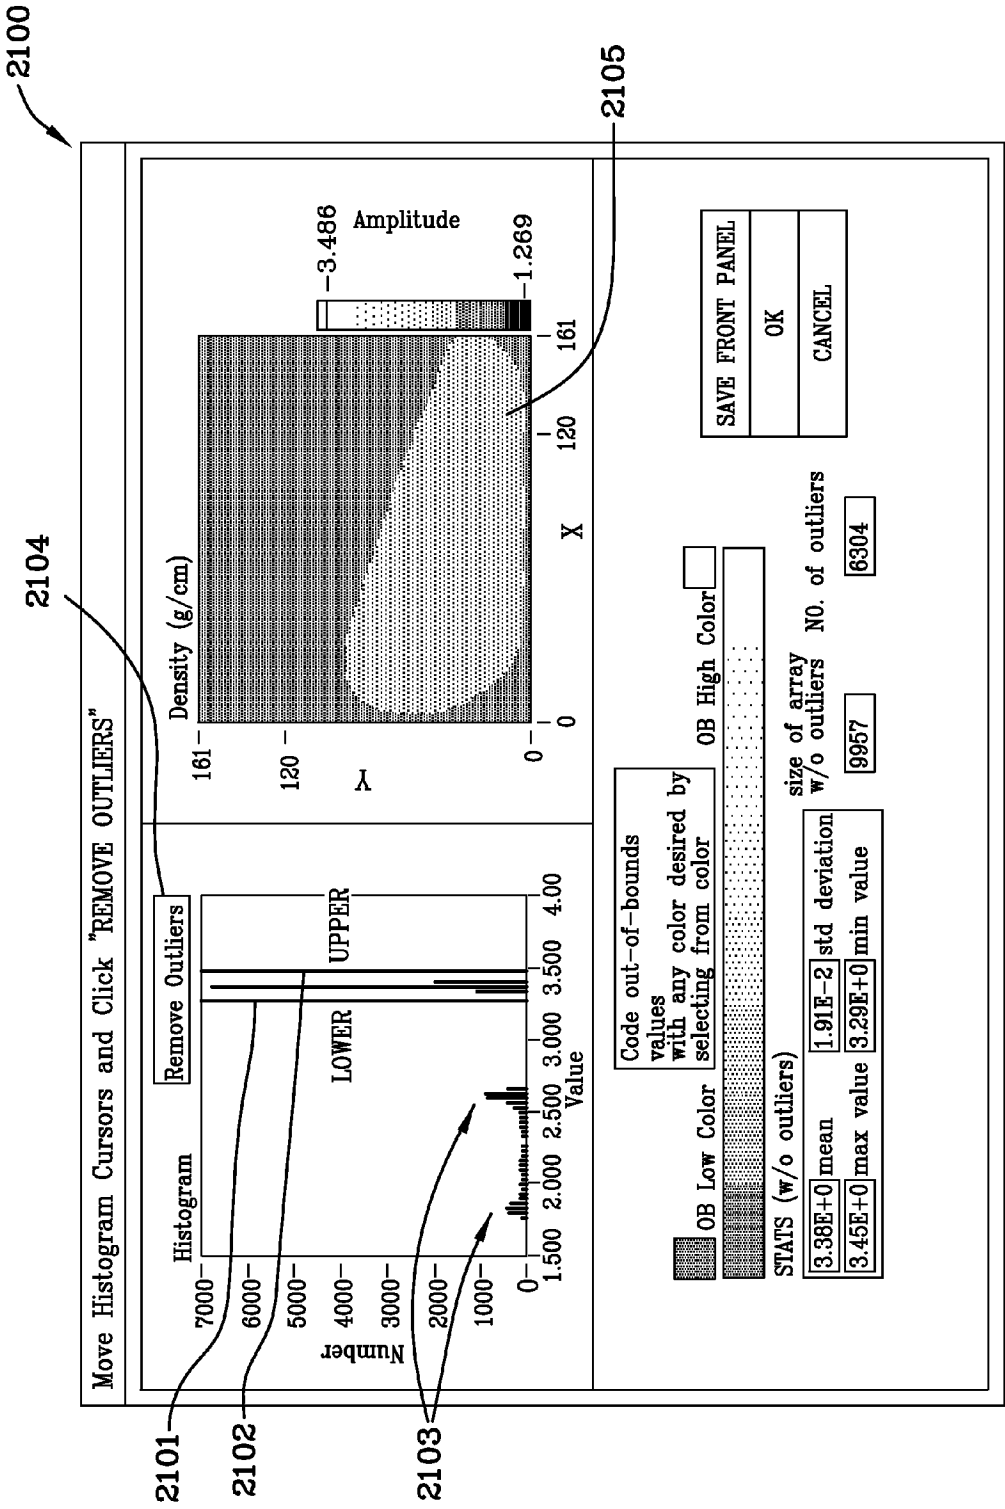 2100
Move Histogram Cursors and Click "REMOVE OUTLIERS"
2104
Remove Outliers
Histogram
7000
6000
5000
4000
3000
2000
1000
0
Number
LOWER
UPPER
1.500
2.000
2.500
3.000
3.500
4.00
Value
2101
2102
2103
Density (g/cm)
161
120
0
Y
0
120
161
X
-3.486
Amplitude
-1.269
2105
OB Low Color
Code out-of-bounds
values
with any color desired by
selecting from color
OB High Color
STATS (w/o outliers)
3.38E+0 mean
1.91E-2 std deviation
3.45E+0 max value
3.29E+0 min value
size of array
w/o outliers
9957
NO. of outliers
6304
SAVE FRONT PANEL
OK
CANCEL